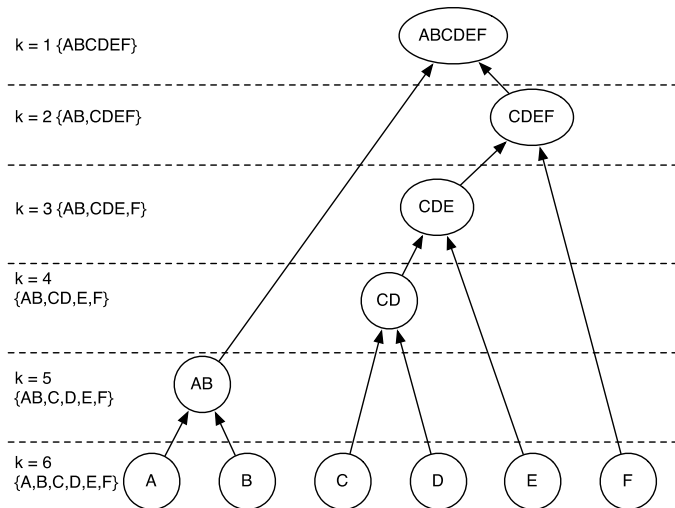 k = 1 {ABCDEF}
ABCDEF
k = 2 {AB,CDEF}
CDEF
k = 3 {AB,CDE,F}
CDE
k = 4
{AB,CD,E,F}
CD
k = 5
{AB,C,D,E,F}
AB
k = 6
{A,B,C,D,E,F}
A
B
C
D
E
F